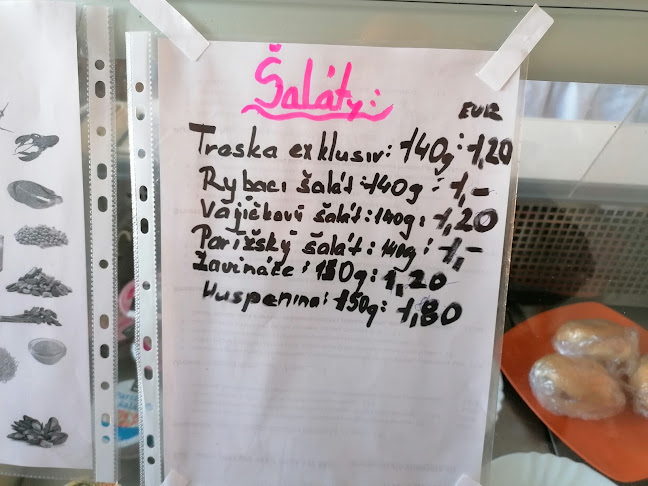 Šaláty:
EUR
Treska exklusiv: 140g: 1,20
Rybací šalát: 140g: 1,-
Vajíčkový šalát: 140g: 1,20
Parížský šalát: 140g: 1,-
Zavináče: 150g: 1,20
Huspenina: 150g: 1,80